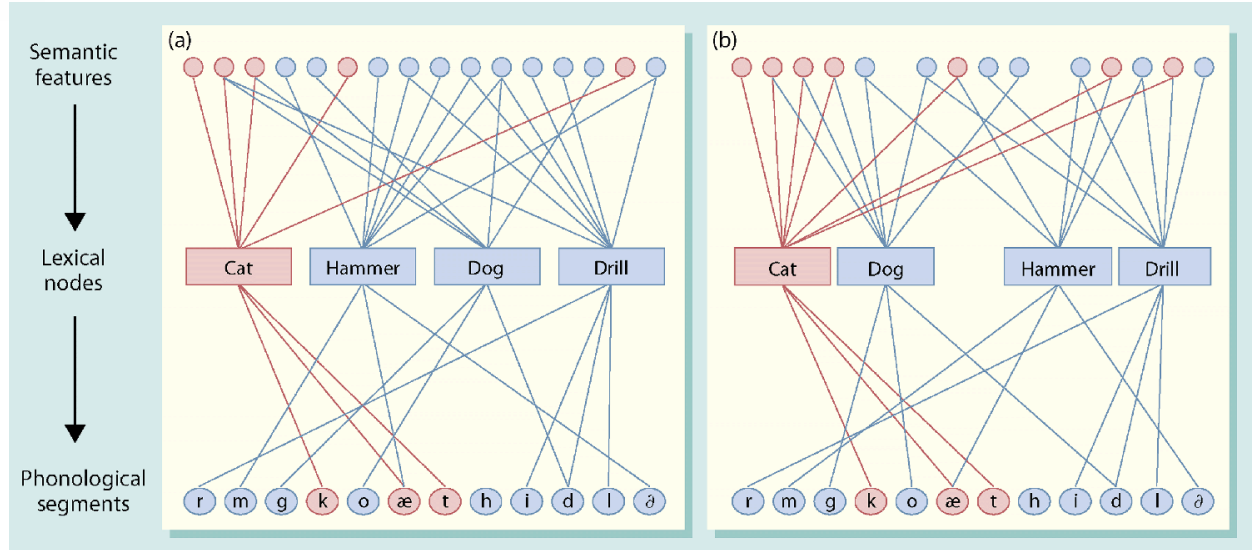 Semantic
features
Lexical
nodes
Phonological
segments
(a)
Cat Hammer Dog Drill
r m g k o æ t h i d l ∂
(b)
Cat Dog Hammer Drill
r m g k o æ t h i d l ∂